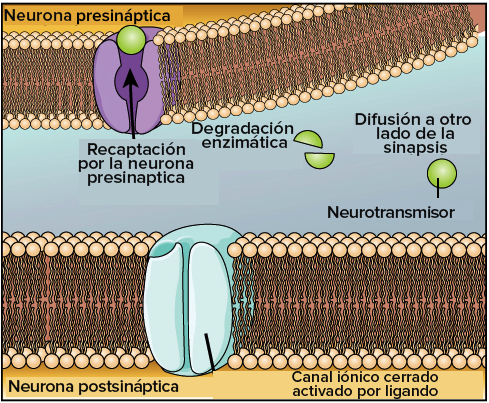 Neurona presináptica
Recaptación
por la neurona
presinaptica
Degradación
enzimática
Difusión a otro
lado de la
sinapsis
Neurotransmisor
Neurona postsináptica
Canal iónico cerrado
activado por ligando